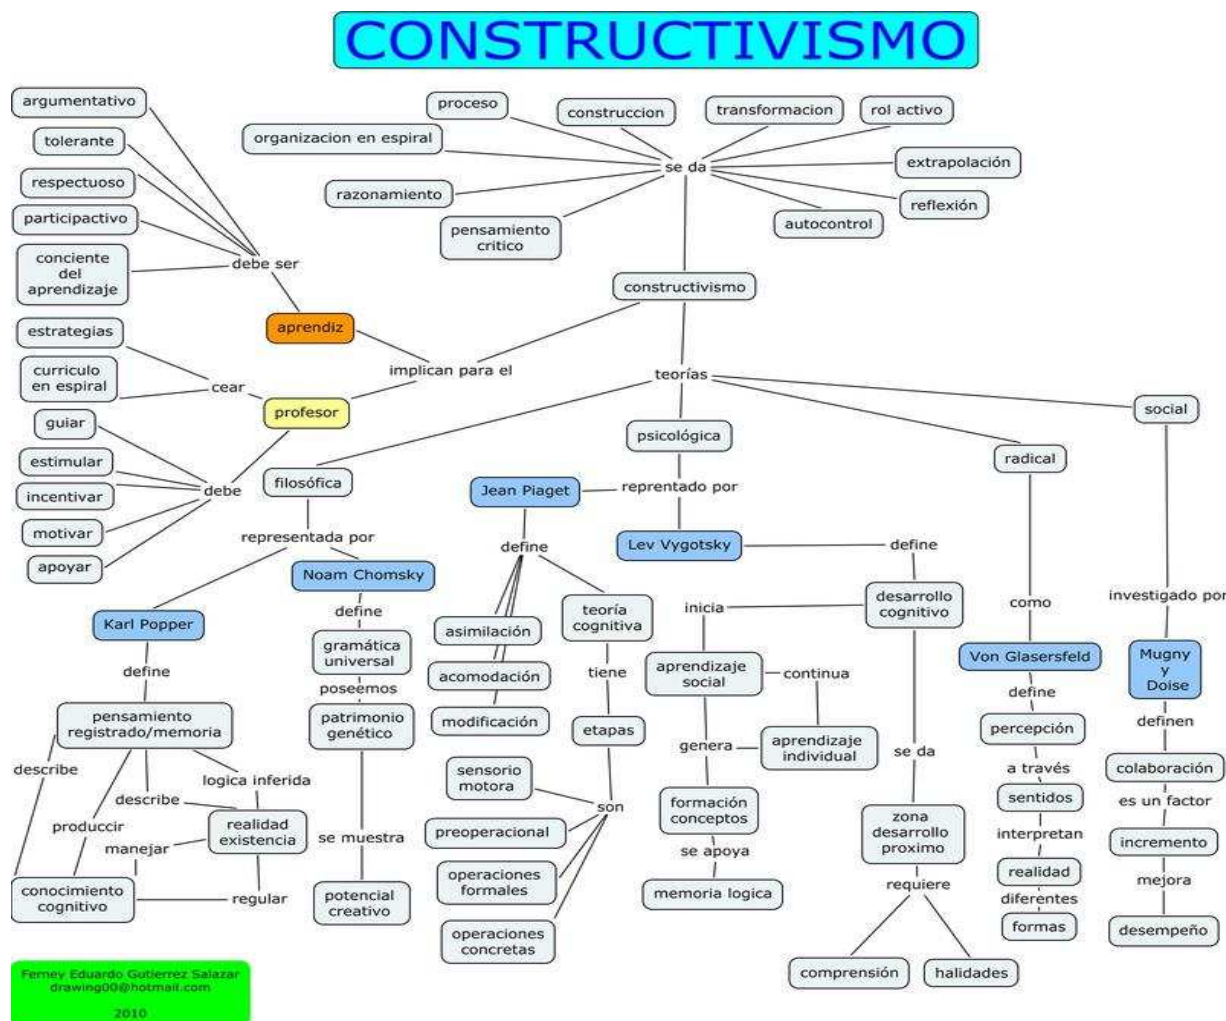 CONSTRUCTIVISMO
argumentativo
tolerante
respectuoso
participactivo
conciente
del
aprendizaje
debe ser
aprendiz
proceso
construccion
transformacion
rol activo
organizacion en espiral
se da
extrapolación
razonamiento
reflexión
pensamiento
critico
autocontrol
constructivismo
implican para el
teorías
estrategias
curriculo
en espiral
cear
profesor
guiar
estimular
incentivar
motivar
apoyar
debe
filosófica
representada por
Noam Chomsky
define
gramática
universal
poseemos
patrimonio
genético
se muestra
potencial
creativo
Karl Popper
define
pensamiento
registrado/memoria
describe
logica inferida
describe
produccir
manejar
realidad
existencia
conocimiento
cognitivo
regular
psicológica
reprentado por
Jean Piaget
define
asimilación
acomodación
modificación
teoría
cognitiva
tiene
etapas
son
sensorio
motora
preoperacional
operaciones
formales
operaciones
concretas
Lev Vygotsky
define
desarrollo
cognitivo
inicia
aprendizaje
social
continua
aprendizaje
individual
genera
formación
conceptos
se apoya
memoria logica
se da
zona
desarrollo
proximo
requiere
comprensión
halidades
radical
como
Von Glasersfeld
define
percepción
a través
sentidos
interpretan
realidad
diferentes
formas
social
investigado por
Mugny
y
Doise
definen
colaboración
es un factor
incremento
mejora
desempeño
Ferney Eduardo Gutierrez Salazar
drawing00@hotmail.com
2010